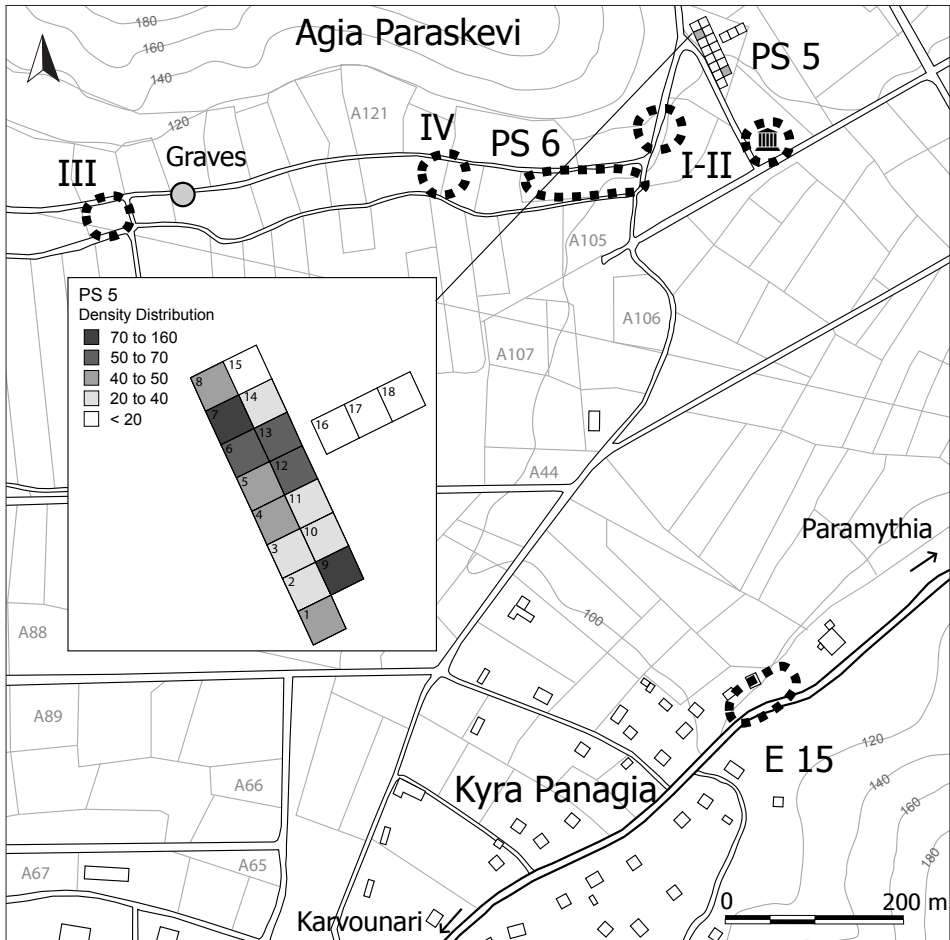 180
160
140
120
Agia Paraskevi
PS 5
A121
IV
PS 6
I-II
Graves
III
A105
A106
A107
A44
PS 5
Density Distribution
70 to 160
50 to 70
40 to 50
20 to 40
< 20
15
8
14
7
13
6
12
5
11
4
10
3
9
2
1
18
17
16
Paramythia
100
A88
A89
A66
A67
A65
E 15
120
140
160
180
Kyra Panagia
Karvounari
0 200 m